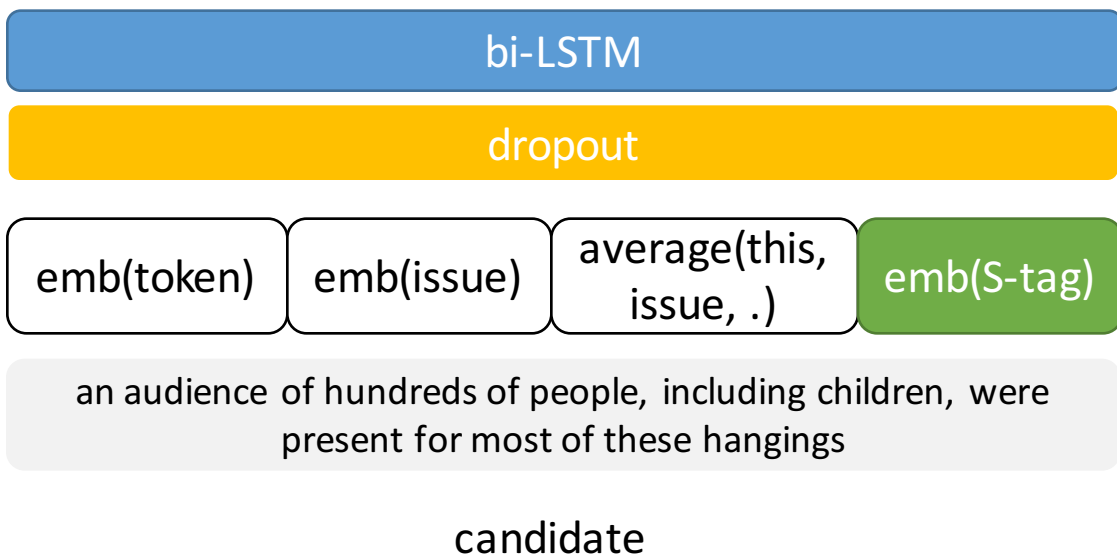 bi-LSTM
dropout
emb(token)
emb(issue)
average(this,
issue, .)
emb(S-tag)
an audience of hundreds of people, including children, were
present for most of these hangings
candidate